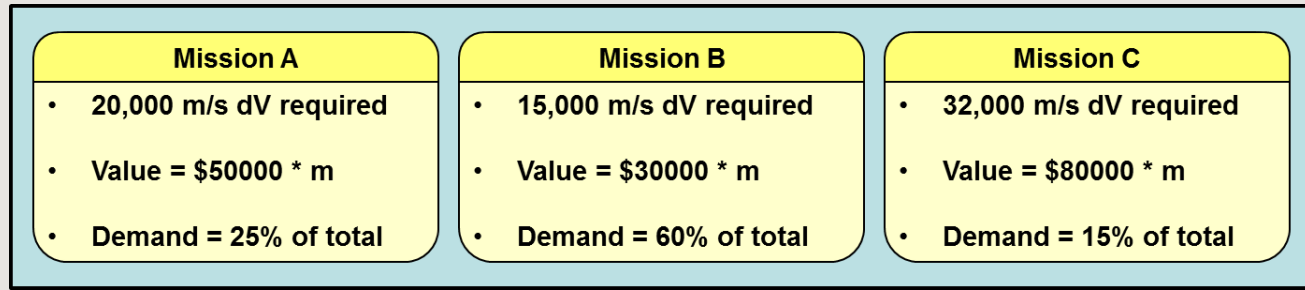 Mission A
• 20,000 m/s dV required
• Value = $50000 * m
• Demand = 25% of total
Mission B
• 15,000 m/s dV required
• Value = $30000 * m
• Demand = 60% of total
Mission C
• 32,000 m/s dV required
• Value = $80000 * m
• Demand = 15% of total